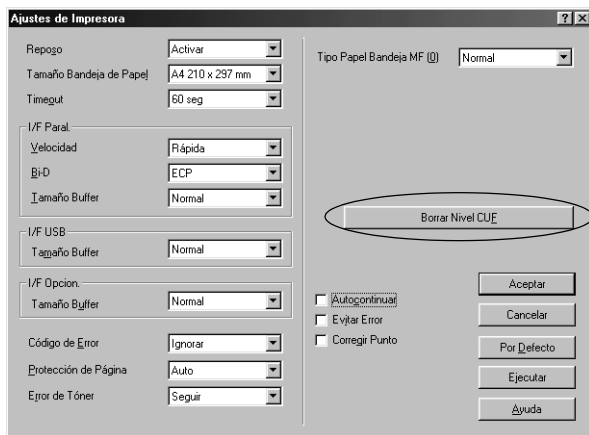 Ajustes de Impresora
Reposo Activar
Tamaño Bandeja de Papel A4 210 x 297 mm
Timeout 60 seg
I/F Paral.
Velocidad Rápida
Bi-D ECP
Tamaño Buffer Normal
I/F USB
Tamaño Buffer Normal
I/F Opcion.
Tamaño Buffer Normal
Código de Error Ignorar
Protección de Página Auto
Error de Tóner Seguir
Tipo Papel Bandeja MF (0) Normal
Borrar Nivel CUF
Autocontinuar
Evitar Error
Corregir Punto
Aceptar
Cancelar
Por Defecto
Ejecutar
Ayuda